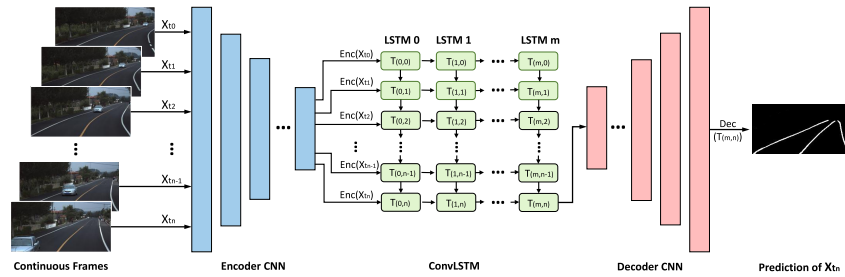 LSTM 0 LSTM 1 LSTM m
Xt0 Enc(Xt0) T(0,0) T(1,0) ••• T(m,0)
Xt1 Enc(Xt1) T(0,1) T(1,1) ••• T(m,1)
Xt2 Enc(Xt2) T(0,2) T(1,2) ••• T(m,2)
••• ••• Dec
(T(m,n))
Xtn-1 Enc(Xtn-1) T(0,n-1) T(1,n-1) ••• T(m,n-1)
Xtn Enc(Xtn) T(0,n) T(1,n) ••• T(m,n)
Continuous Frames Encoder CNN ConvLSTM Decoder CNN Prediction of Xtn